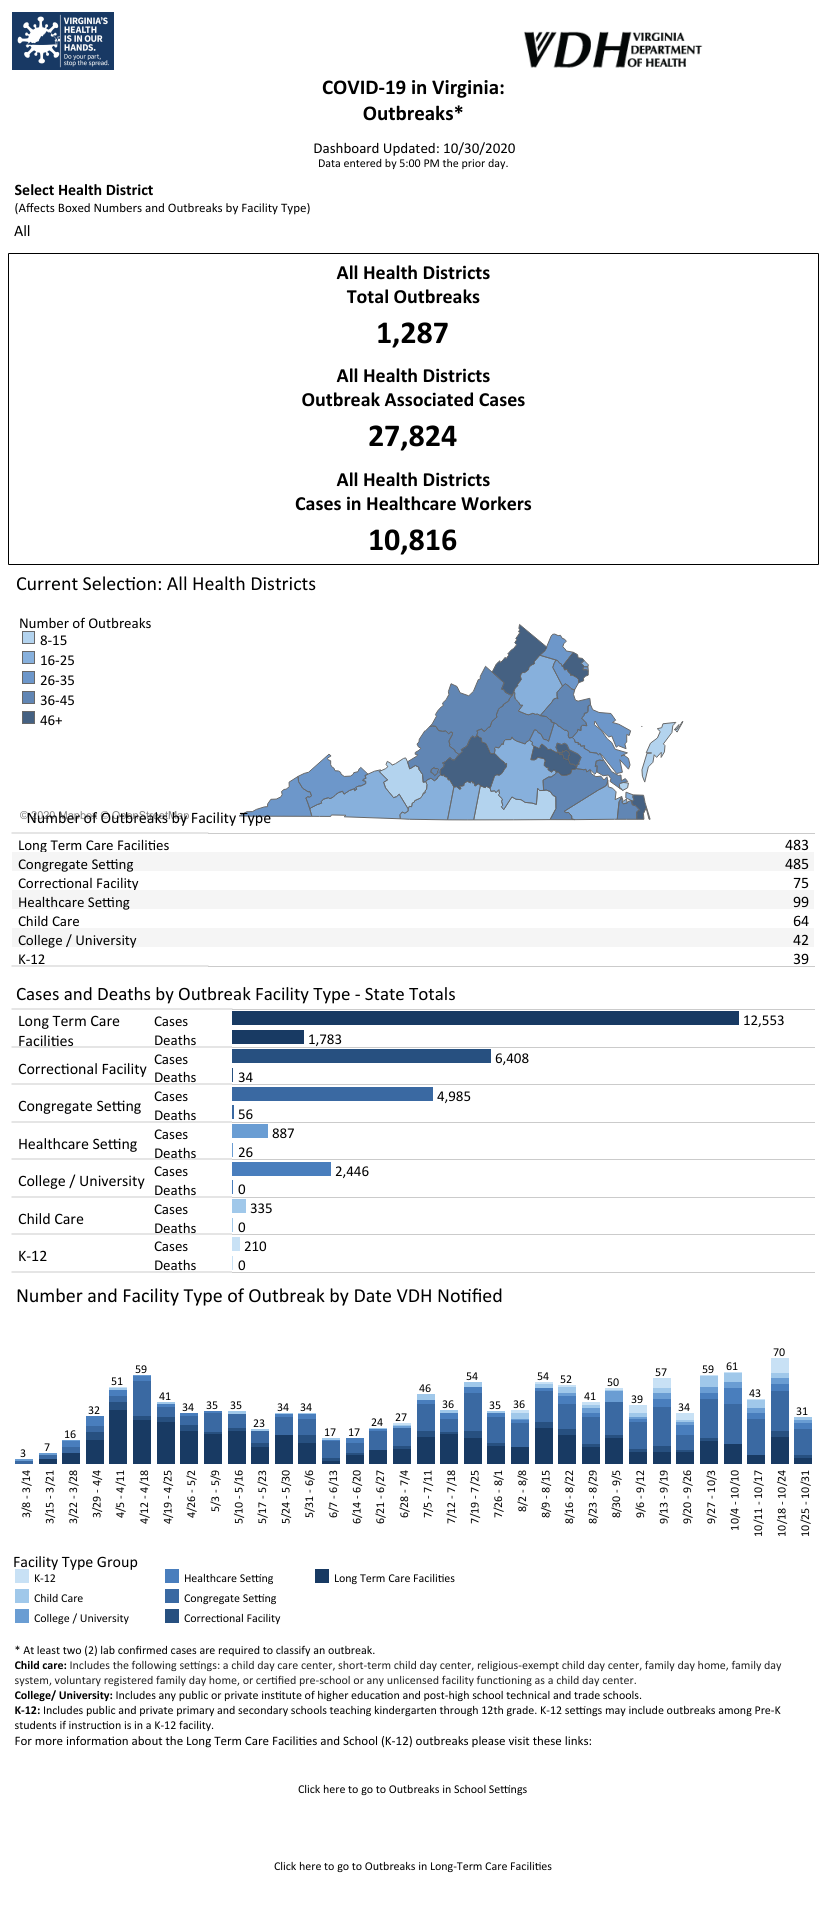 VIRGINIA'S
HEALTH
IS IN OUR
HANDS.
Do your part,
stop the spread.
VDH VIRGINIA
DEPARTMENT
OF HEALTH
COVID-19 in Virginia:
Outbreaks*
Dashboard Updated: 10/30/2020
Data entered by 5:00 PM the prior day.
Select Health District
(Affects Boxed Numbers and Outbreaks by Facility Type)
All
All Health Districts
Total Outbreaks
1,287
All Health Districts
Outbreak Associated Cases
27,824
All Health Districts
Cases in Healthcare Workers
10,816
Current Selection: All Health Districts
Number of Outbreaks
8-15
16-25
26-35
36-45
46+
© 2020 Mapbox © OpenStreetMap
Number of Outbreaks by Facility Type
Long Term Care Facilities 483
Congregate Setting 485
Correctional Facility 75
Healthcare Setting 99
Child Care 64
College / University 42
K-12 39
Cases and Deaths by Outbreak Facility Type - State Totals
Long Term Care Facilities Cases 12,553
Deaths 1,783
Correctional Facility Cases 6,408
Deaths 34
Congregate Setting Cases 4,985
Deaths 56
Healthcare Setting Cases 887
Deaths 26
College / University Cases 2,446
Deaths 0
Child Care Cases 335
Deaths 0
K-12 Cases 210
Deaths 0
Number and Facility Type of Outbreak by Date VDH Notified
3 7 16 32 51 59 41 34 35 35 23 34 34 17 17 24 27 46 36 54 35 36 54 52 41 50 39 57 34 59 61 43 70 31
3/8 - 3/14
3/15 - 3/21
3/22 - 3/28
3/29 - 4/4
4/5 - 4/11
4/12 - 4/18
4/19 - 4/25
4/26 - 5/2
5/3 - 5/9
5/10 - 5/16
5/17 - 5/23
5/24 - 5/30
5/31 - 6/6
6/7 - 6/13
6/14 - 6/20
6/21 - 6/27
6/28 - 7/4
7/5 - 7/11
7/12 - 7/18
7/19 - 7/25
7/26 - 8/1
8/2 - 8/8
8/9 - 8/15
8/16 - 8/22
8/23 - 8/29
8/30 - 9/5
9/6 - 9/12
9/13 - 9/19
9/20 - 9/26
9/27 - 10/3
10/4 - 10/10
10/11 - 10/17
10/18 - 10/24
10/25 - 10/31
Facility Type Group
K-12 Healthcare Setting Long Term Care Facilities
Child Care Congregate Setting
College / University Correctional Facility
* At least two (2) lab confirmed cases are required to classify an outbreak.
Child care: Includes the following settings: a child day care center, short-term child day center, religious-exempt child day center, family day home, family day
system, voluntary registered family day home, or certified pre-school or any unlicensed facility functioning as a child day center.
College/ University: Includes any public or private institute of higher education and post-high school technical and trade schools.
K-12: Includes public and private primary and secondary schools teaching kindergarten through 12th grade. K-12 settings may include outbreaks among Pre-K
students if instruction is in a K-12 facility.
For more information about the Long Term Care Facilities and School (K-12) outbreaks please visit these links:
Click here to go to Outbreaks in School Settings
Click here to go to Outbreaks in Long-Term Care Facilities